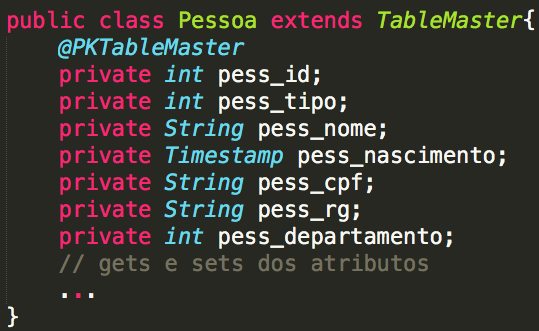 public class Pessoa extends TableMaster{
@PKTableMaster
private int pess_id;
private int pess_tipo;
private String pess_nome;
private Timestamp pess_nascimento;
private String pess_cpf;
private String pess_rg;
private int pess_departamento;
// gets e sets dos atributos
...
}